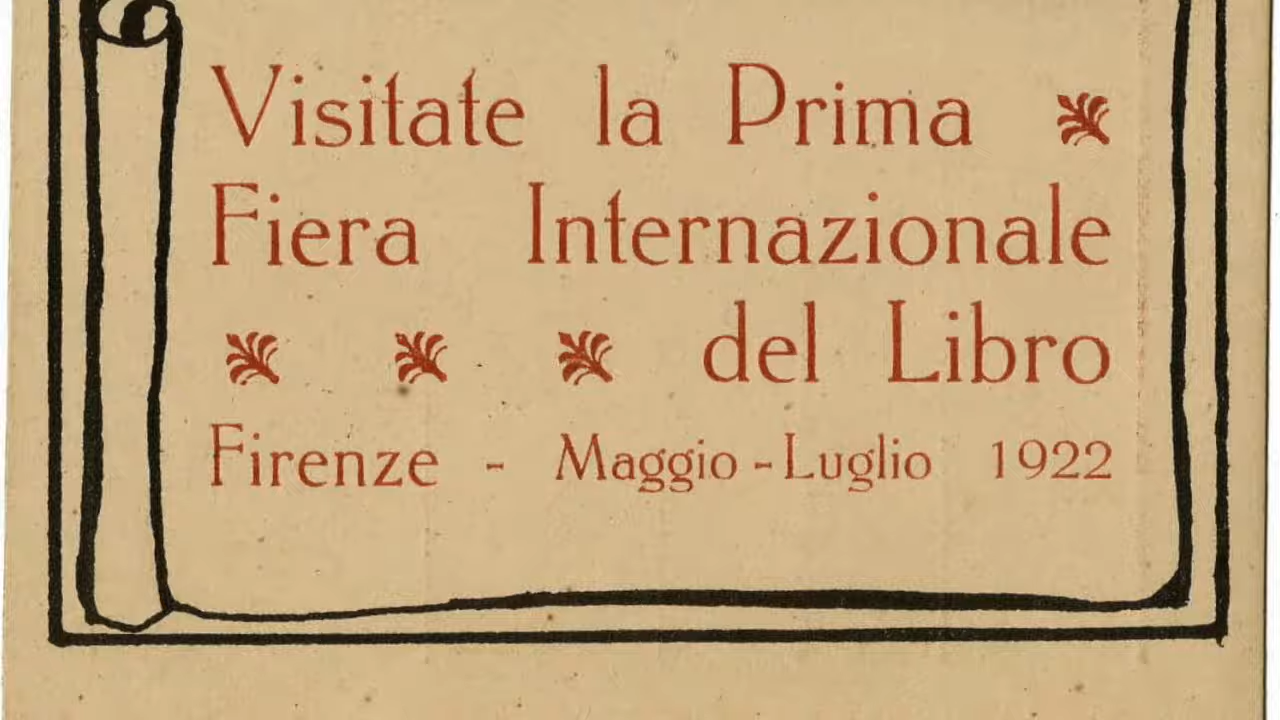 Visitate la Prima
Fiera Internazionale
del Libro
Firenze - Maggio - Luglio 1922